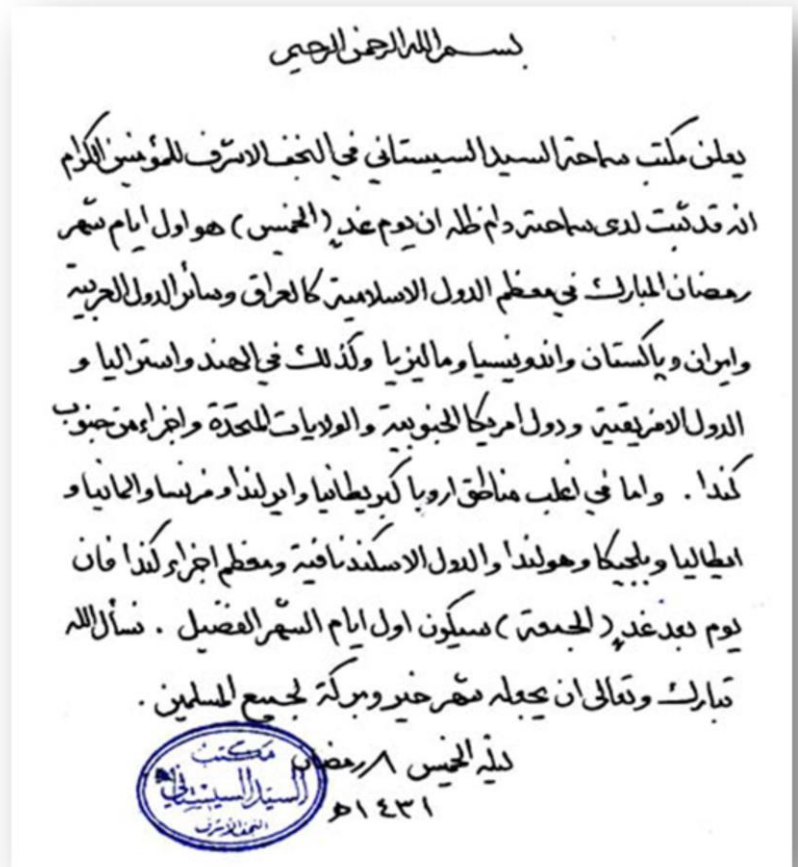 بسم الله الرحمن الرحيم
يعلن مكتب سماحة السيد السيستاني في النجف الاشرف للمؤمنين الكرام
انه قد ثبت لدى سماحته دام ظله ان يوم غدٍ (الخميس) هو اول ايام شهر
رمضان المبارك في معظم الدول الاسلامية كالعراق وسائر الدول العربية
وايران وباكستان واندونيسيا وماليزيا وكذلك في الهند واستراليا و
الدول الافريقية ودول امريكا الجنوبية والولايات المتحدة واجزاء من جنوب
كندا . واما في اغلب مناطق اروبا كبريطانيا وايرلندا وفرنسا والمانيا و
ايطاليا وبلجيكا وهولندا والدول الاسكندنافية ومعظم اجزاء كندا فان
يوم بعد غدٍ (الجمعة) سيكون اول ايام الشهر الفضيل . نسأل الله
تبارك وتعالى ان يجعله شهر خير وبركة لجميع المسلمين .
ليلة الخميس رمضان
١٤٣١ه
مكتب
السيد السيستاني
النجف الأشرف